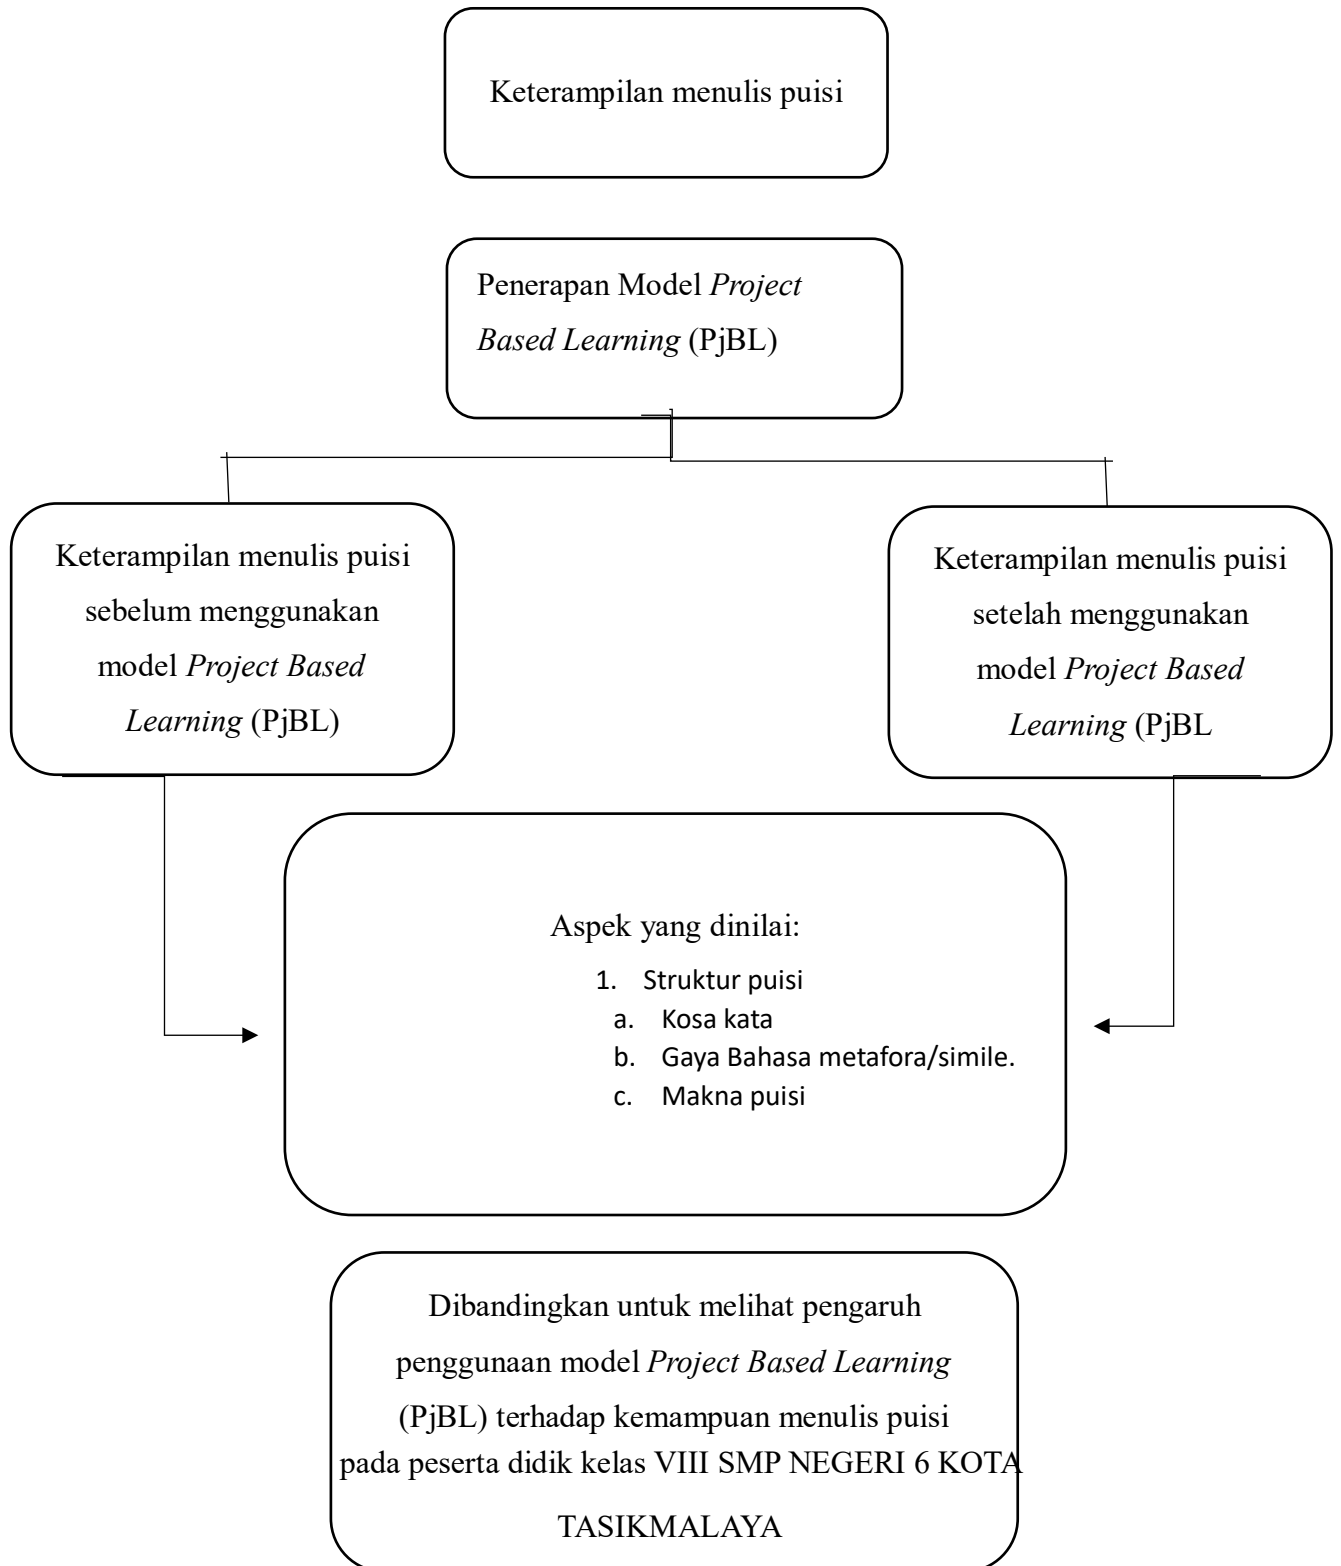 Keterampilan menulis puisi
Penerapan Model Project
Based Learning (PjBL)
Keterampilan menulis puisi
sebelum menggunakan
model Project Based
Learning (PjBL)
Keterampilan menulis puisi
setelah menggunakan
model Project Based
Learning (PjBL
Aspek yang dinilai:
1. Struktur puisi
a. Kosa kata
b. Gaya Bahasa metafora/simile.
c. Makna puisi
Dibandingkan untuk melihat pengaruh
penggunaan model Project Based Learning
(PjBL) terhadap kemampuan menulis puisi
pada peserta didik kelas VIII SMP NEGERI 6 KOTA
TASIKMALAYA